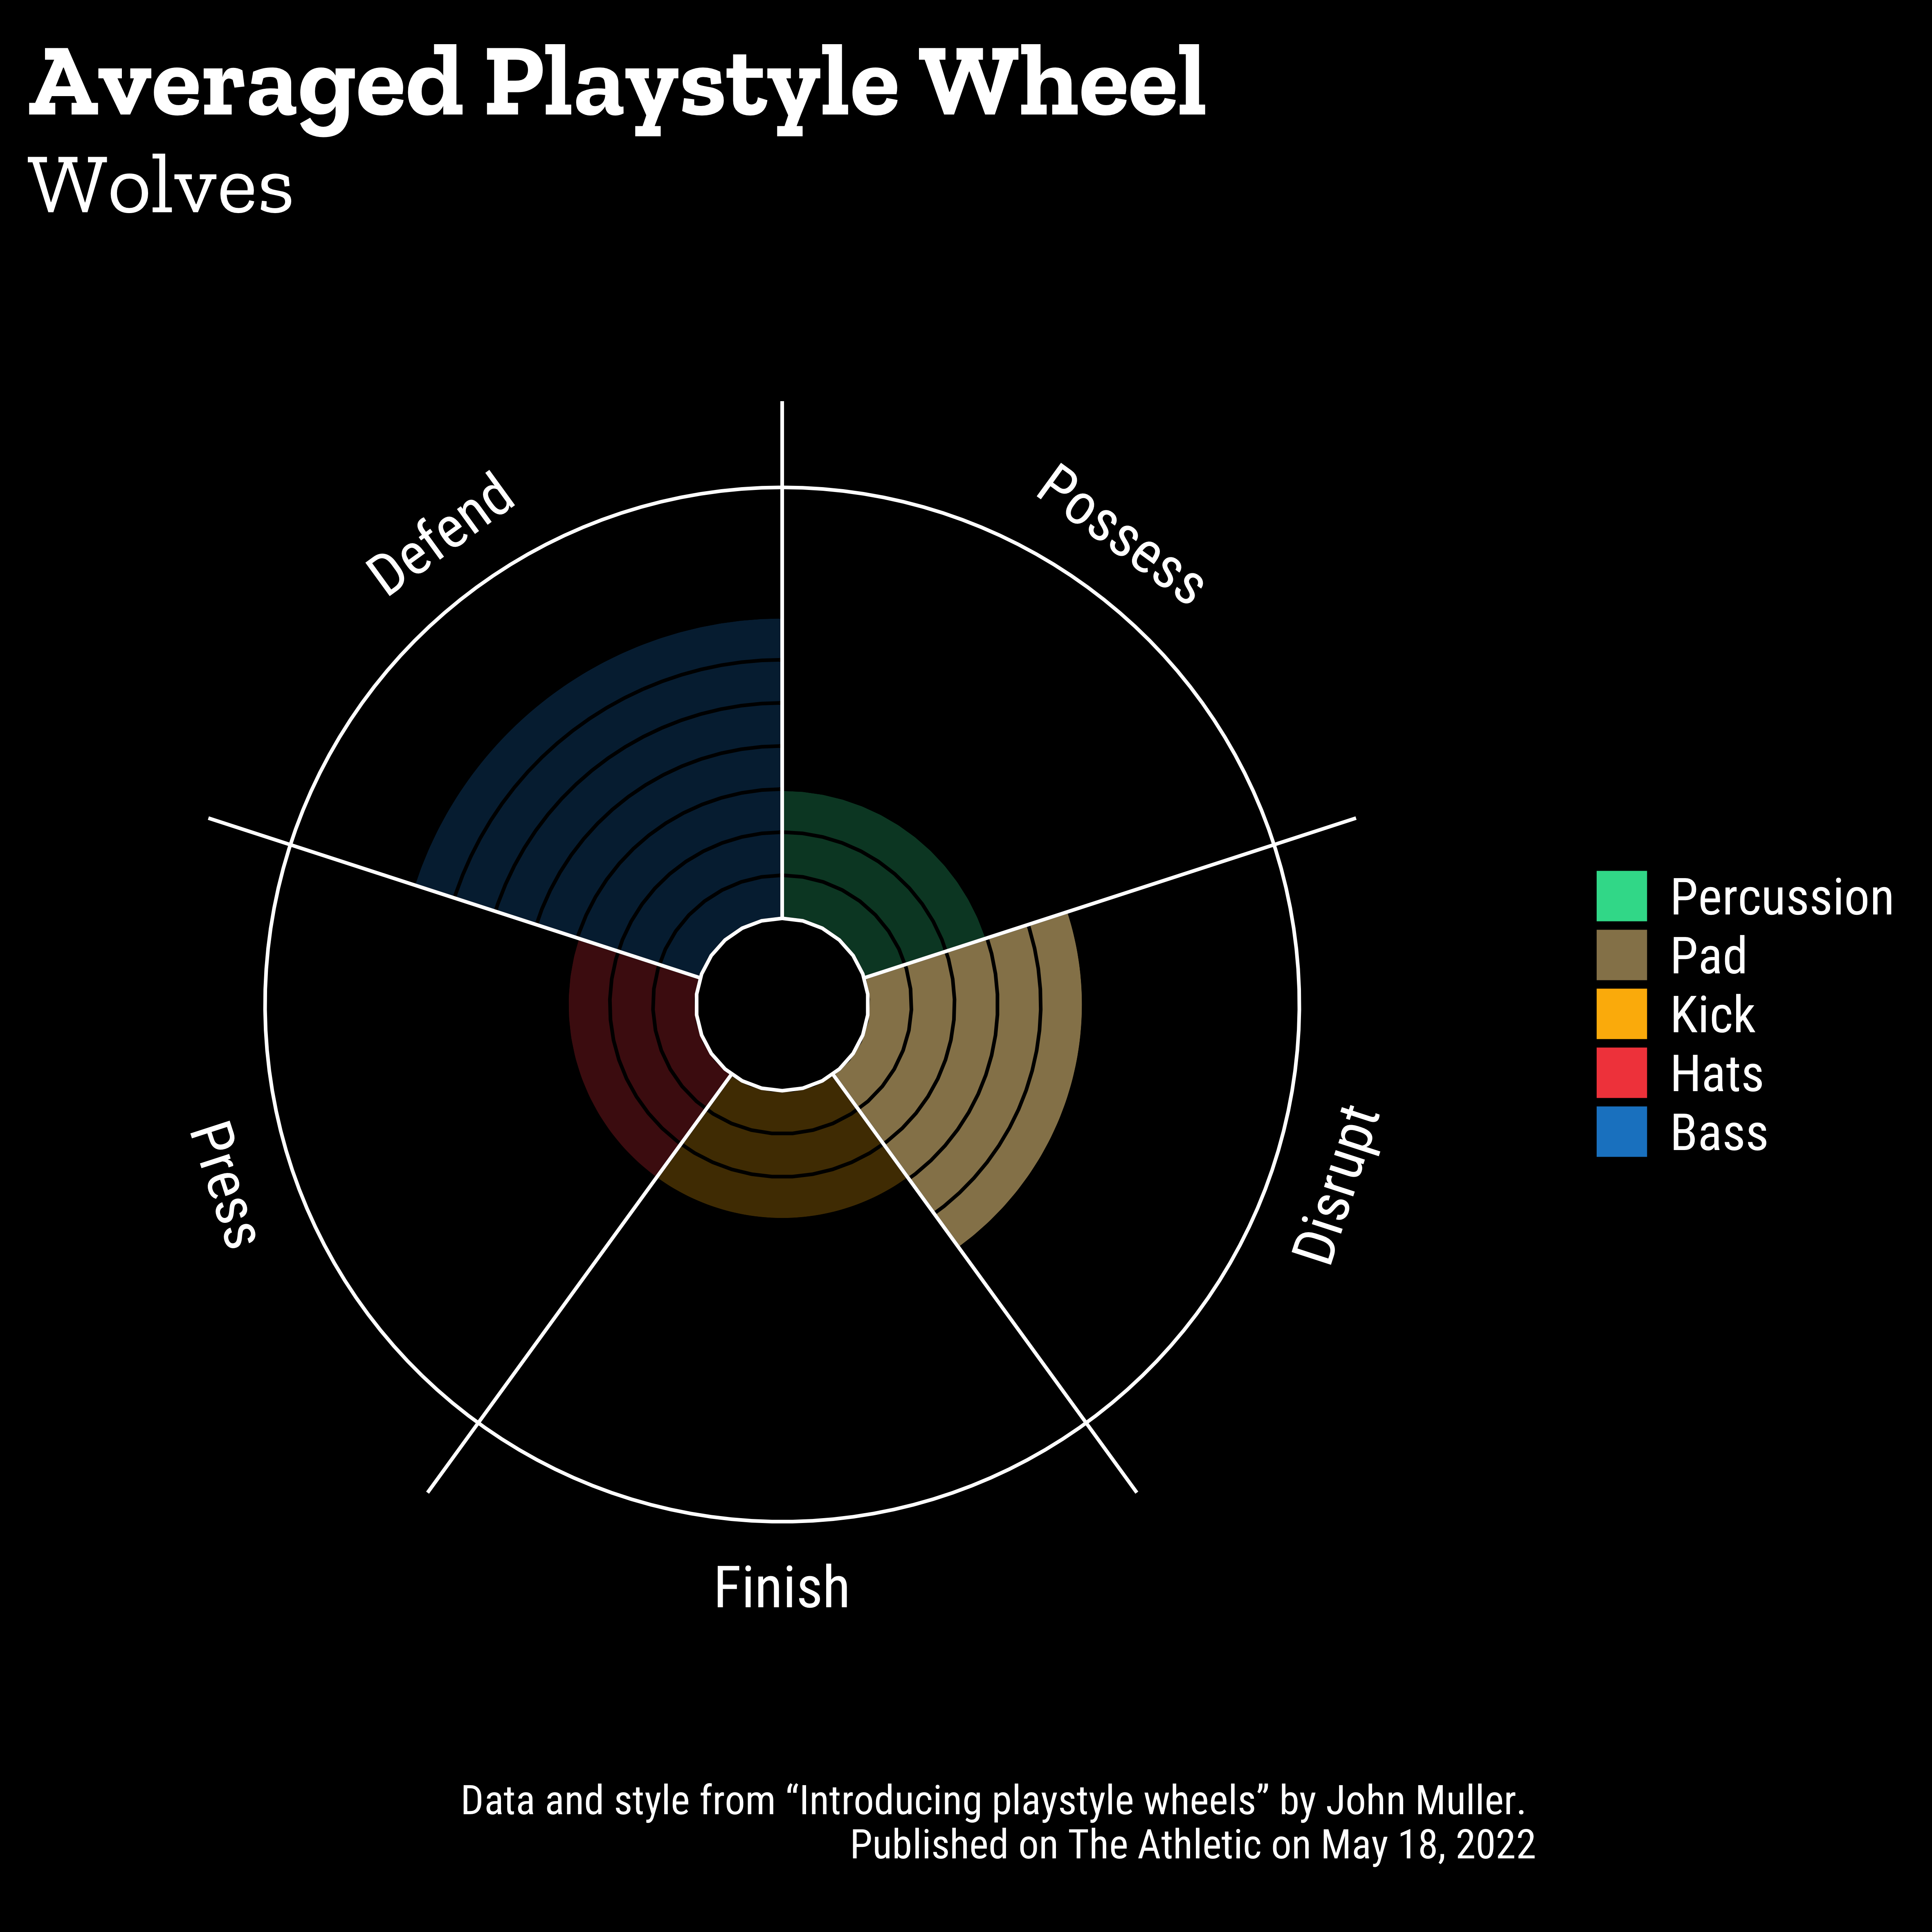 Averaged Playstyle Wheel
Wolves
Defend
Possess
Press
Disrupt
Finish
Percussion
Pad
Kick
Hats
Bass
Data and style from “Introducing playstyle wheels” by John Muller.
Published on The Athletic on May 18, 2022